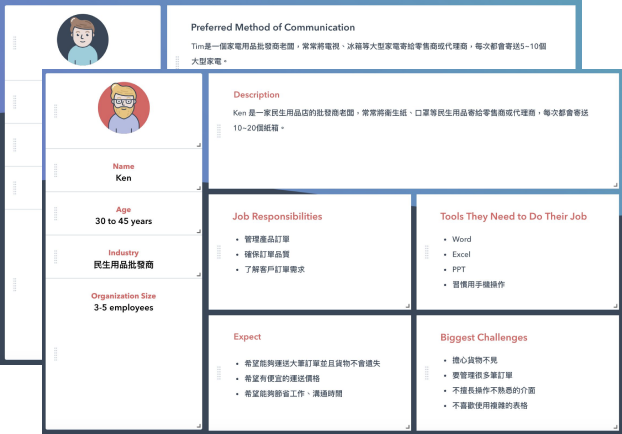 Preferred Method of Communication
Tim是一個家電用品批發商老闆，常常將電視、冰箱等大型家電寄給零售商或代理商，每次都會寄送5~10個
大型家電。
Description
Ken 是一家民生用品店的批發商老闆，常常將衛生紙、口罩等民生用品寄給零售商或代理商，每次都會寄送
10~20個紙箱。
Name
Ken
Age
30 to 45 years
Industry
民生用品批發商
Organization Size
3-5 employees
Job Responsibilities
• 管理產品訂單
• 確保訂單品質
• 了解客戶訂單需求
Tools They Need to Do Their Job
• Word
• Excel
• PPT
• 習慣用手機操作
Expect
• 希望能夠運送大筆訂單並且貨物不會遺失
• 希望有便宜的運送價格
• 希望能夠節省工作、溝通時間
Biggest Challenges
• 擔心貨物不見
• 要管理很多筆訂單
• 不擅長操作不熟悉的介面
• 不喜歡使用複雜的表格